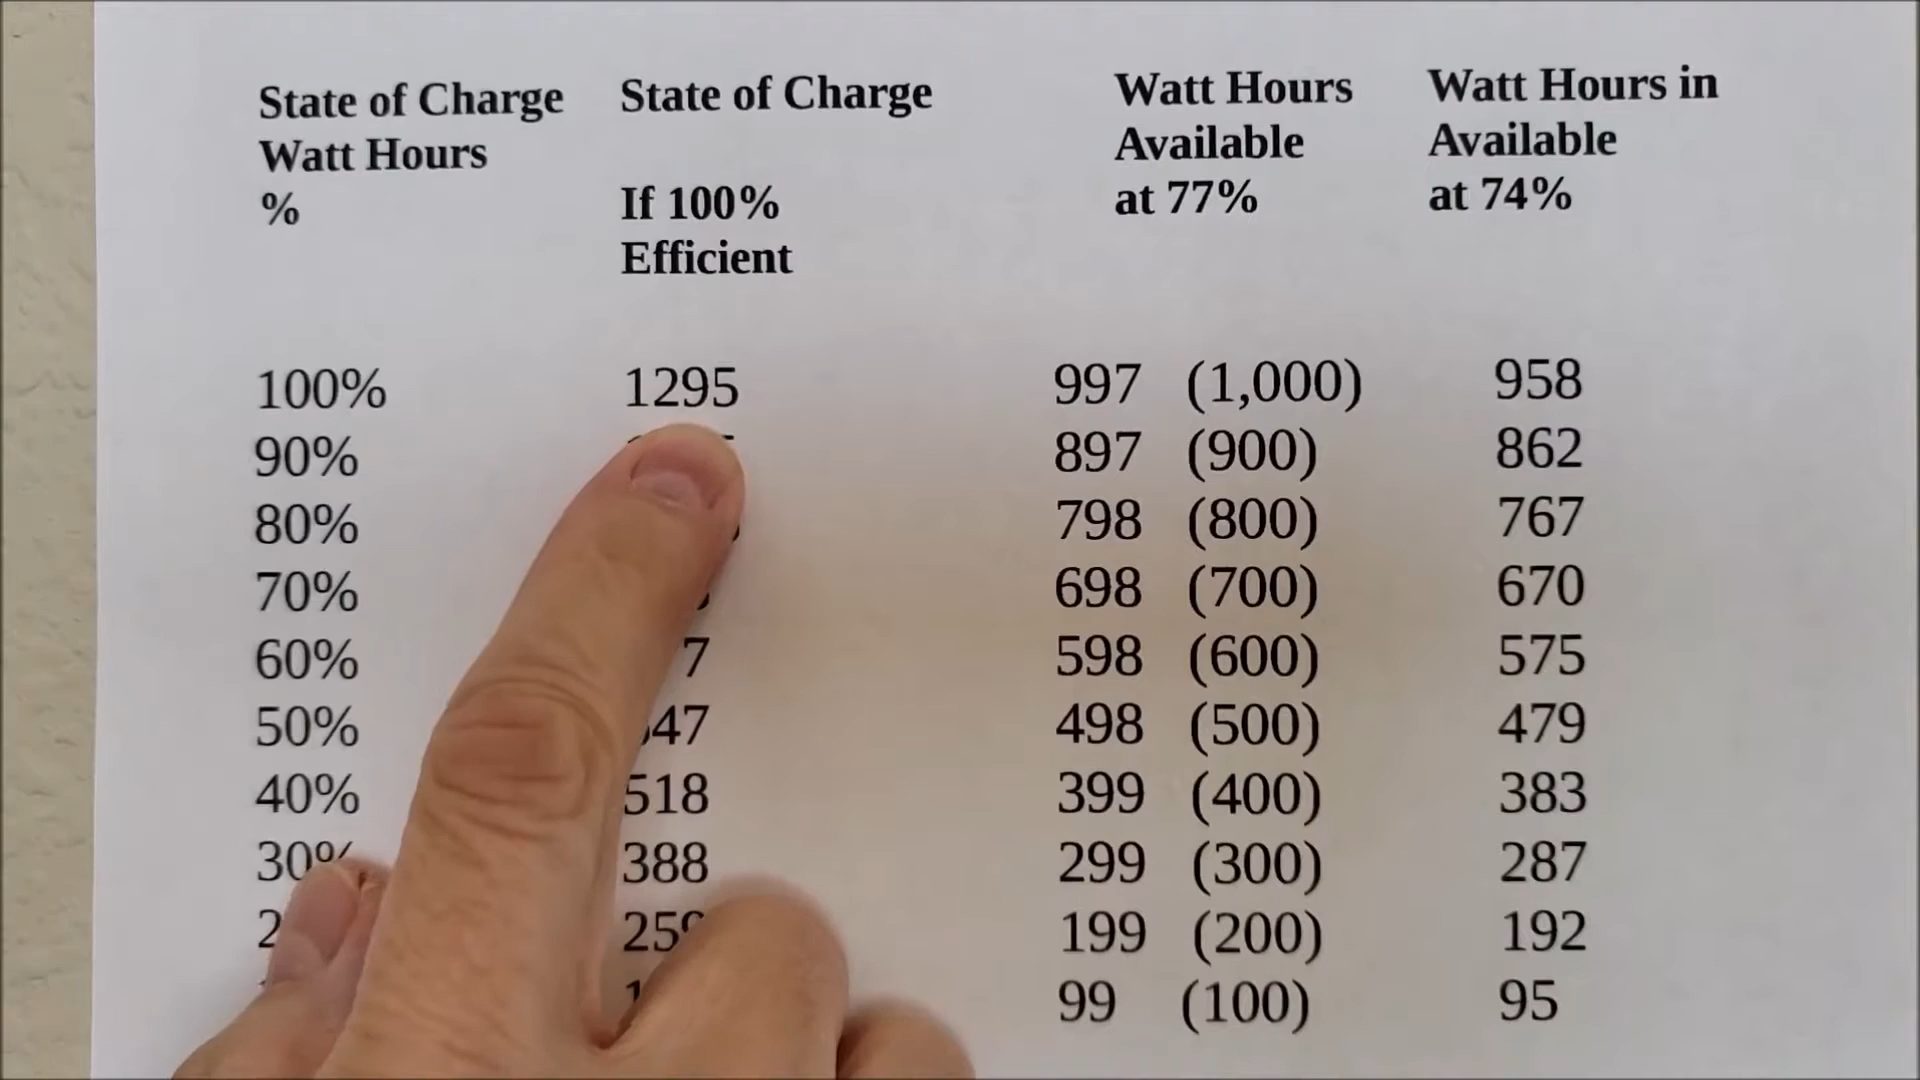 State of Charge State of Charge Watt Hours Watt Hours in
Watt Hours Available Available
% If 100% at 77% at 74%
Efficient
100% 1295 997 (1,000) 958
90% 897 (900) 862
80% 798 (800) 767
70% 698 (700) 670
60% 598 (600) 575
50% 498 (500) 479
40% 518 399 (400) 383
30% 388 299 (300) 287
199 (200) 192
99 (100) 95